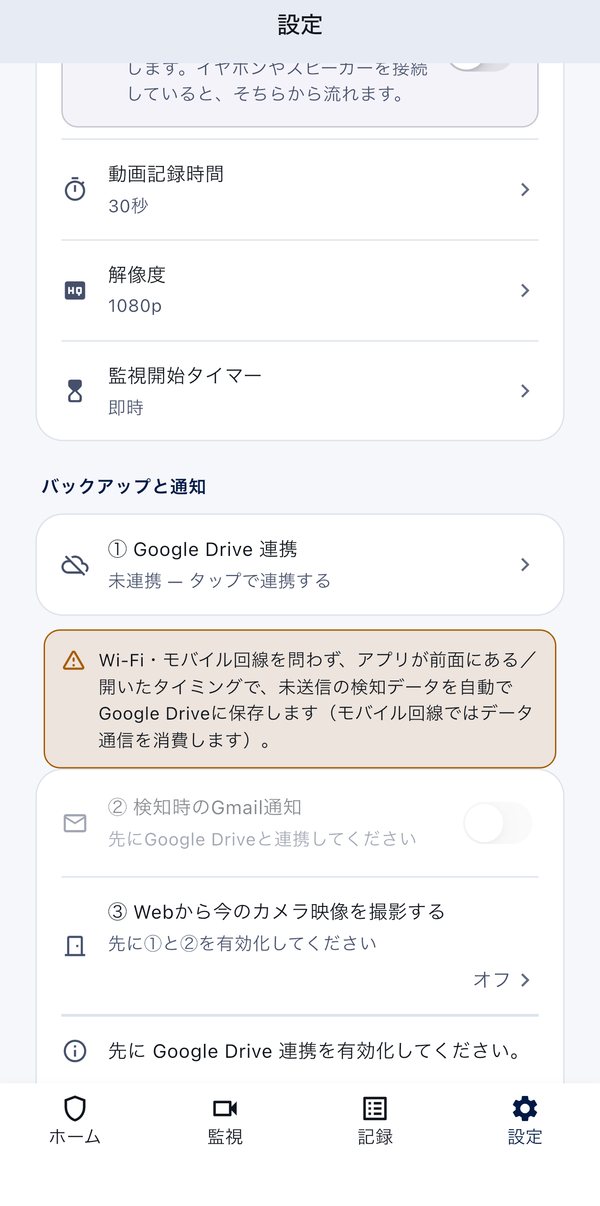 設定
します。イヤホンやスピーカーを接続
していると、そちらから流れます。
動画記録時間
30秒
HQ
解像度
1080p
監視開始タイマー
即時
バックアップと通知
① Google Drive 連携
未連携 — タップで連携する
Wi-Fi・モバイル回線を問わず、アプリが前面にある／
開いたタイミングで、未送信の検知データを自動で
Google Driveに保存します（モバイル回線ではデータ
通信を消費します）。
② 検知時のGmail通知
先にGoogle Driveと連携してください
③ Webから今のカメラ映像を撮影する
先に①と②を有効化してください
オフ
先に Google Drive 連携を有効化してください。
ホーム
監視
記録
設定